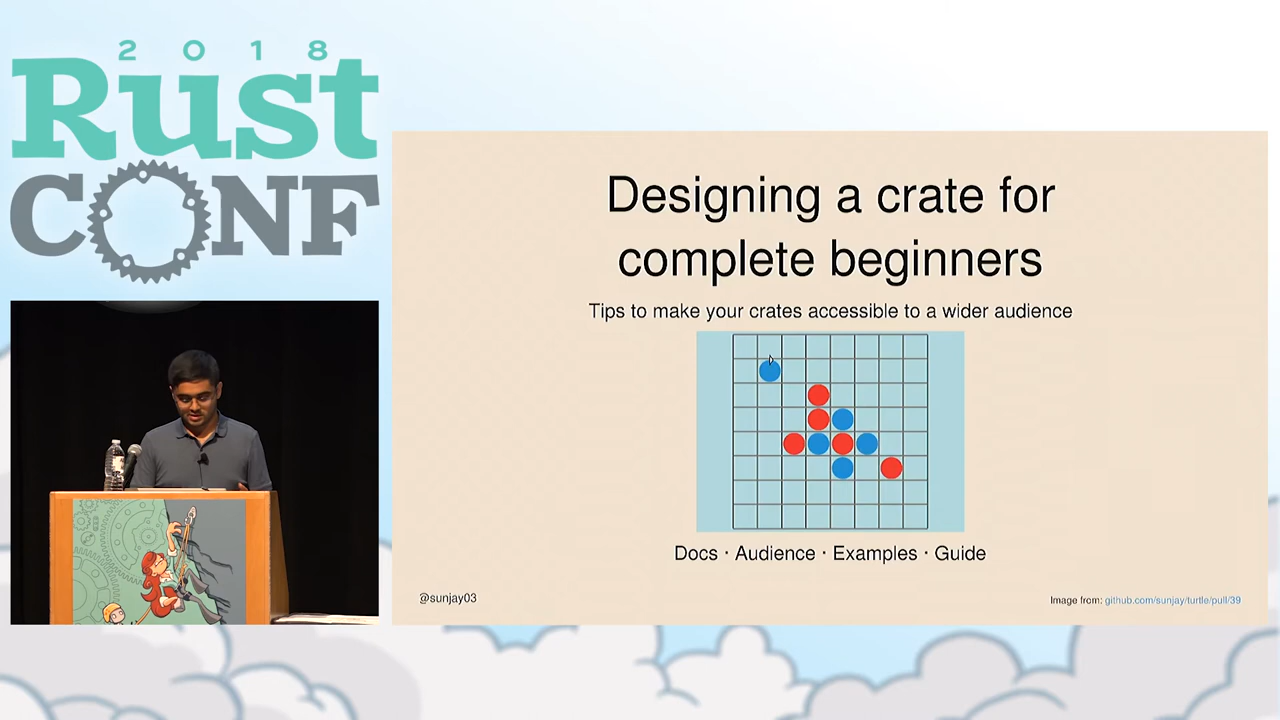 2018
Rust
CONF
Designing a crate for
complete beginners
Tips to make your crates accessible to a wider audience
Docs · Audience · Examples · Guide
@sunjay03
Image from: github.com/sunjay/turtle/pull/39